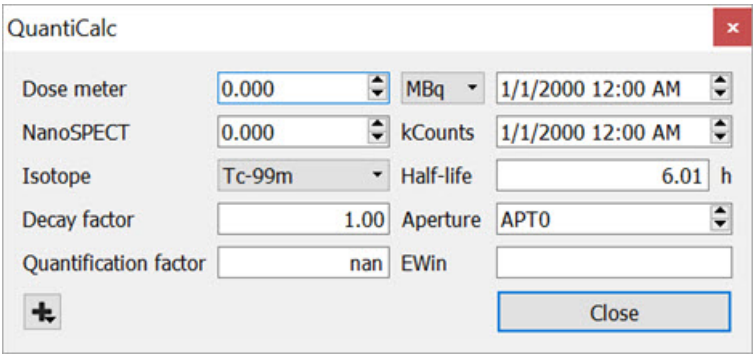 QuantiCalc
Dose meter 0.000 MBq 1/1/2000 12:00 AM
NanoSPECT 0.000 kCounts 1/1/2000 12:00 AM
Isotope Tc-99m Half-life 6.01 h
Decay factor 1.00 Aperture APT0
Quantification factor nan EWin
Close